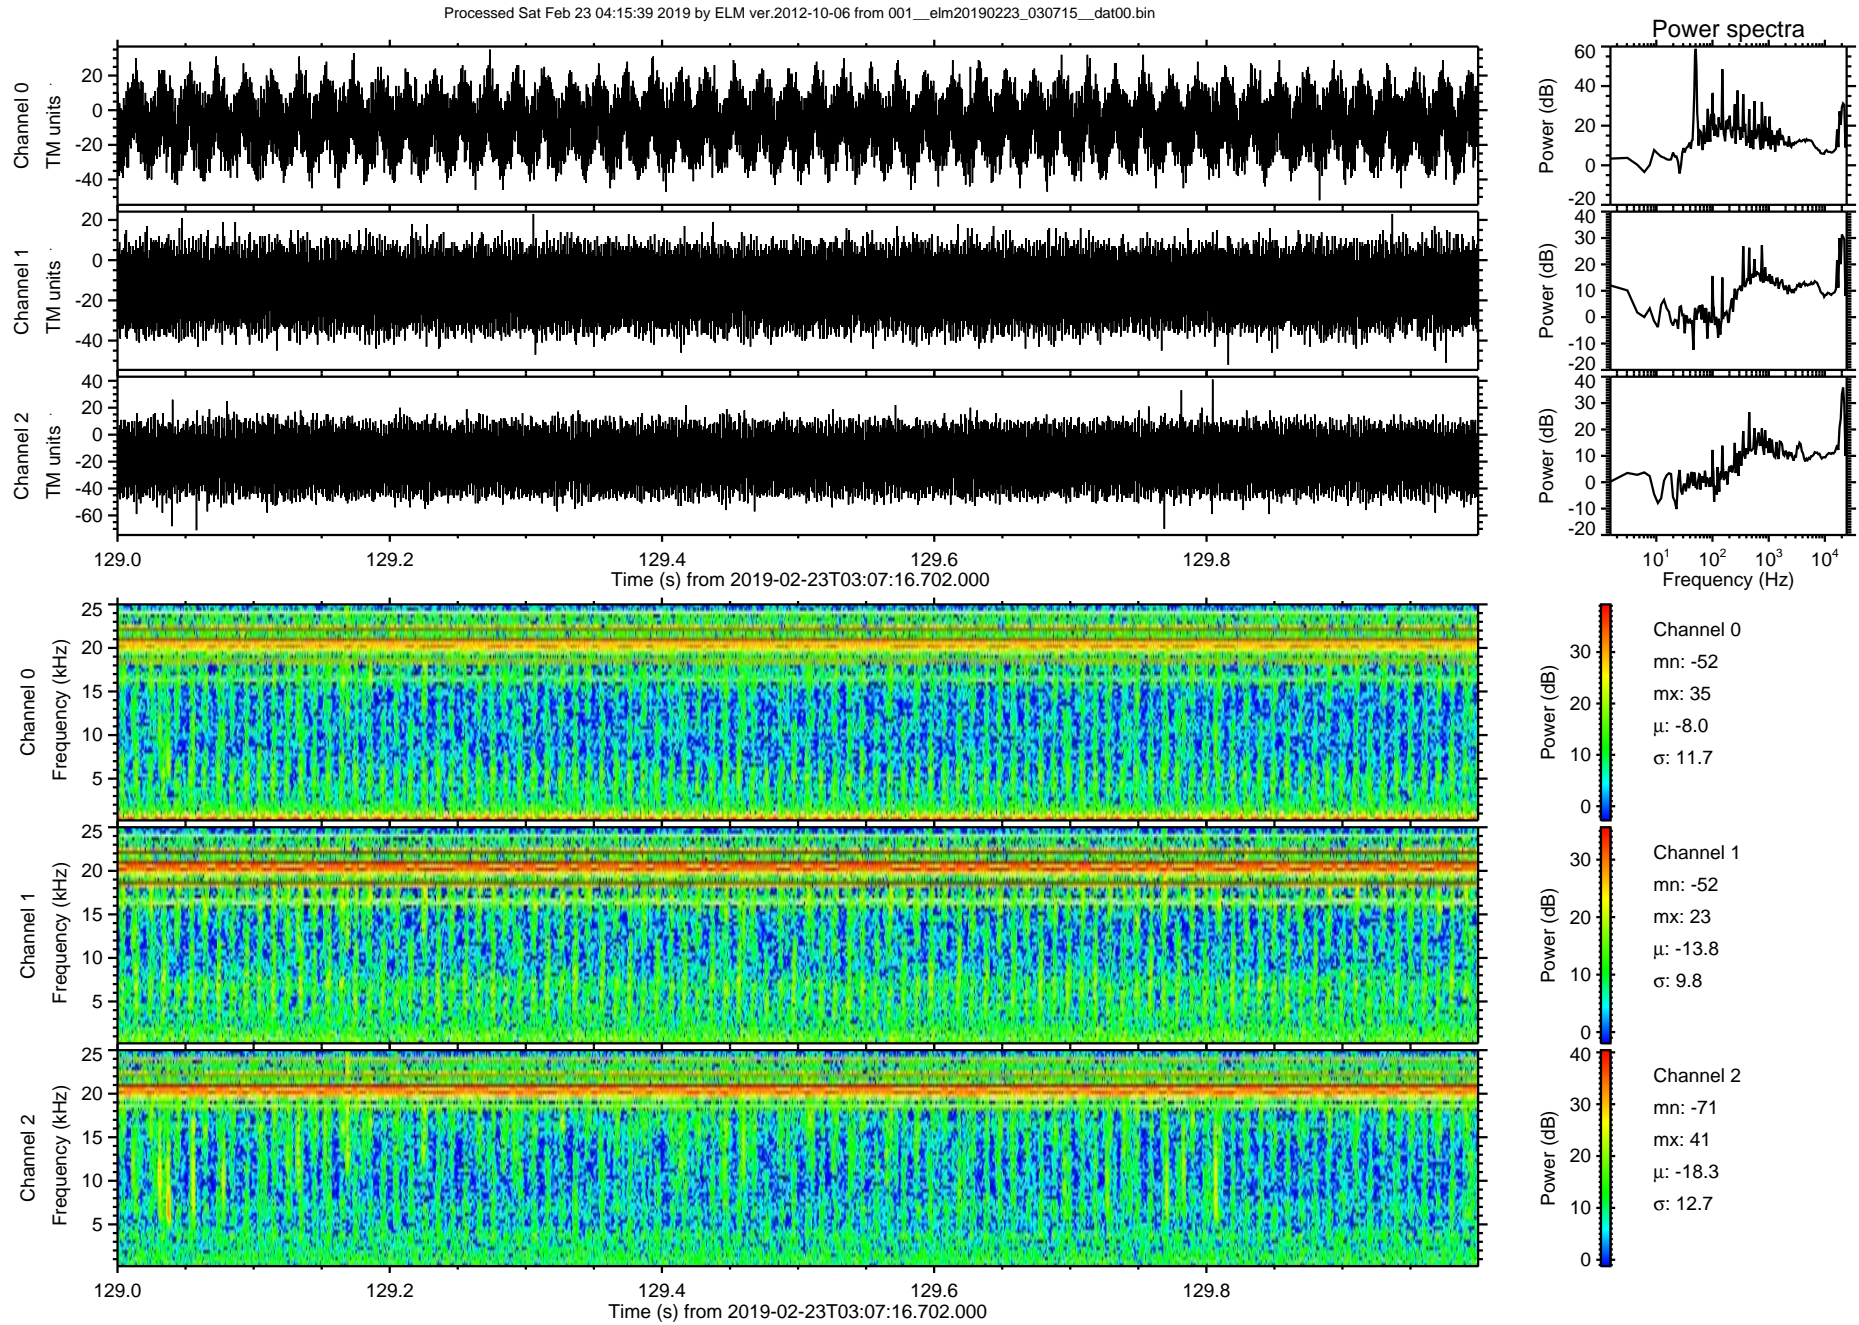 Processed Sat Feb 23 04:15:39 2019 by ELM ver.2012-10-06 from 001__elm20190223_030715__dat00.bin
Power spectra
Channel 0
TM units
20
0
-20
-40
Power (dB)
60
40
20
0
-20
Channel 1
TM units
20
0
-20
-40
Power (dB)
40
30
20
10
0
-10
-20
Channel 2
TM units
40
20
0
-20
-40
-60
Power (dB)
40
30
20
10
0
-10
-20
129.0 129.2 129.4 129.6 129.8
Time (s) from 2019-02-23T03:07:16.702.000
10¹ 10² 10³ 10⁴
Frequency (Hz)
Channel 0
Frequency (kHz)
25
20
15
10
5
Power (dB)
30
20
10
0
Channel 0
mn: -52
mx: 35
µ: -8.0
σ: 11.7
Channel 1
Frequency (kHz)
25
20
15
10
5
Power (dB)
30
20
10
0
Channel 1
mn: -52
mx: 23
µ: -13.8
σ: 9.8
Channel 2
Frequency (kHz)
25
20
15
10
5
Power (dB)
40
30
20
10
0
Channel 2
mn: -71
mx: 41
µ: -18.3
σ: 12.7
129.0 129.2 129.4 129.6 129.8
Time (s) from 2019-02-23T03:07:16.702.000